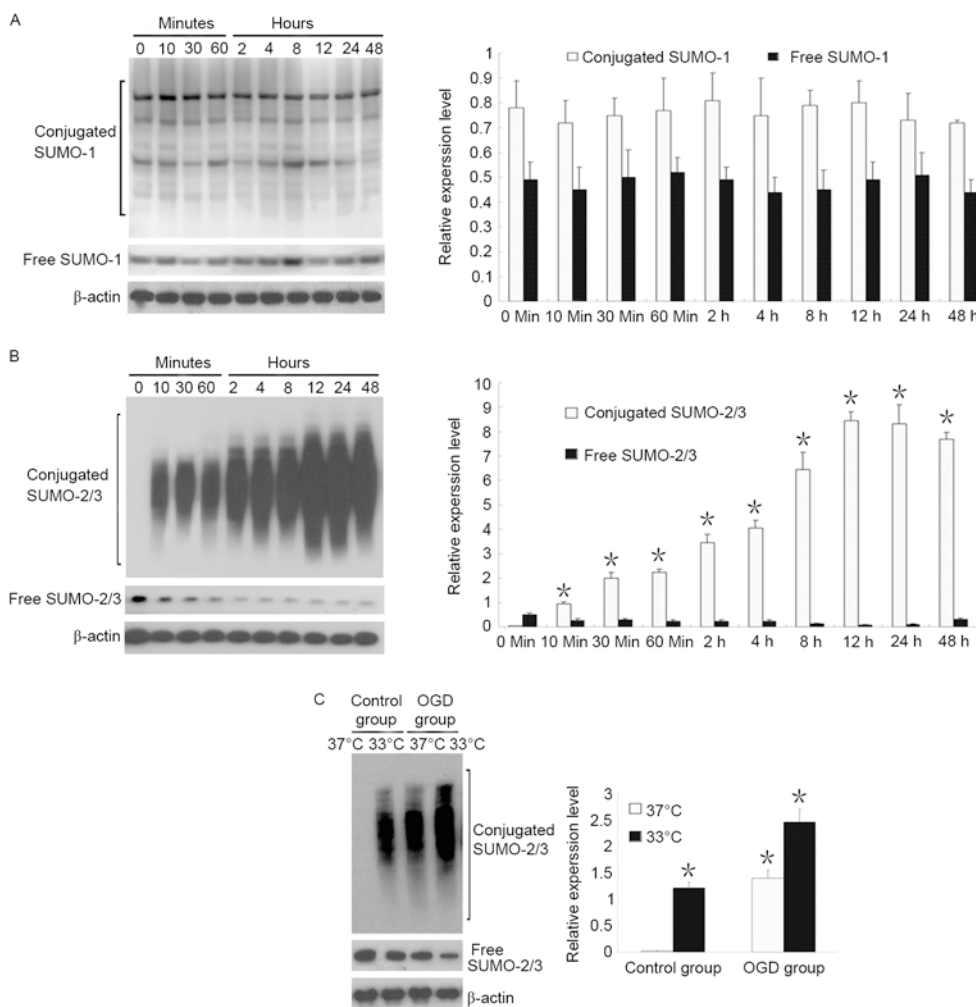 A
Minutes Hours
0 10 30 60 2 4 8 12 24 48
Conjugated
SUMO-1
Free SUMO-1
β-actin
Conjugated SUMO-1 Free SUMO-1
Relative experssion level
1
0.9
0.8
0.7
0.6
0.5
0.4
0.3
0.2
0.1
0
0 Min 10 Min 30 Min 60 Min 2 h 4 h 8 h 12 h 24 h 48 h
B
Minutes Hours
0 10 30 60 2 4 8 12 24 48
Conjugated
SUMO-2/3
Free SUMO-2/3
β-actin
Conjugated SUMO-2/3
Free SUMO-2/3
Relative experssion level
10
9
8
7
6
5
4
3
2
1
0
* * * * * * * * *
0 Min 10 Min 30 Min 60 Min 2 h 4 h 8 h 12 h 24 h 48 h
C
Control OGD
group group
37°C 33°C 37°C 33°C
Conjugated
SUMO-2/3
Free
SUMO-2/3
β-actin
37°C
33°C
Relative experssion level
3
2.5
2
1.5
1
0.5
0
* * *
Control group OGD group